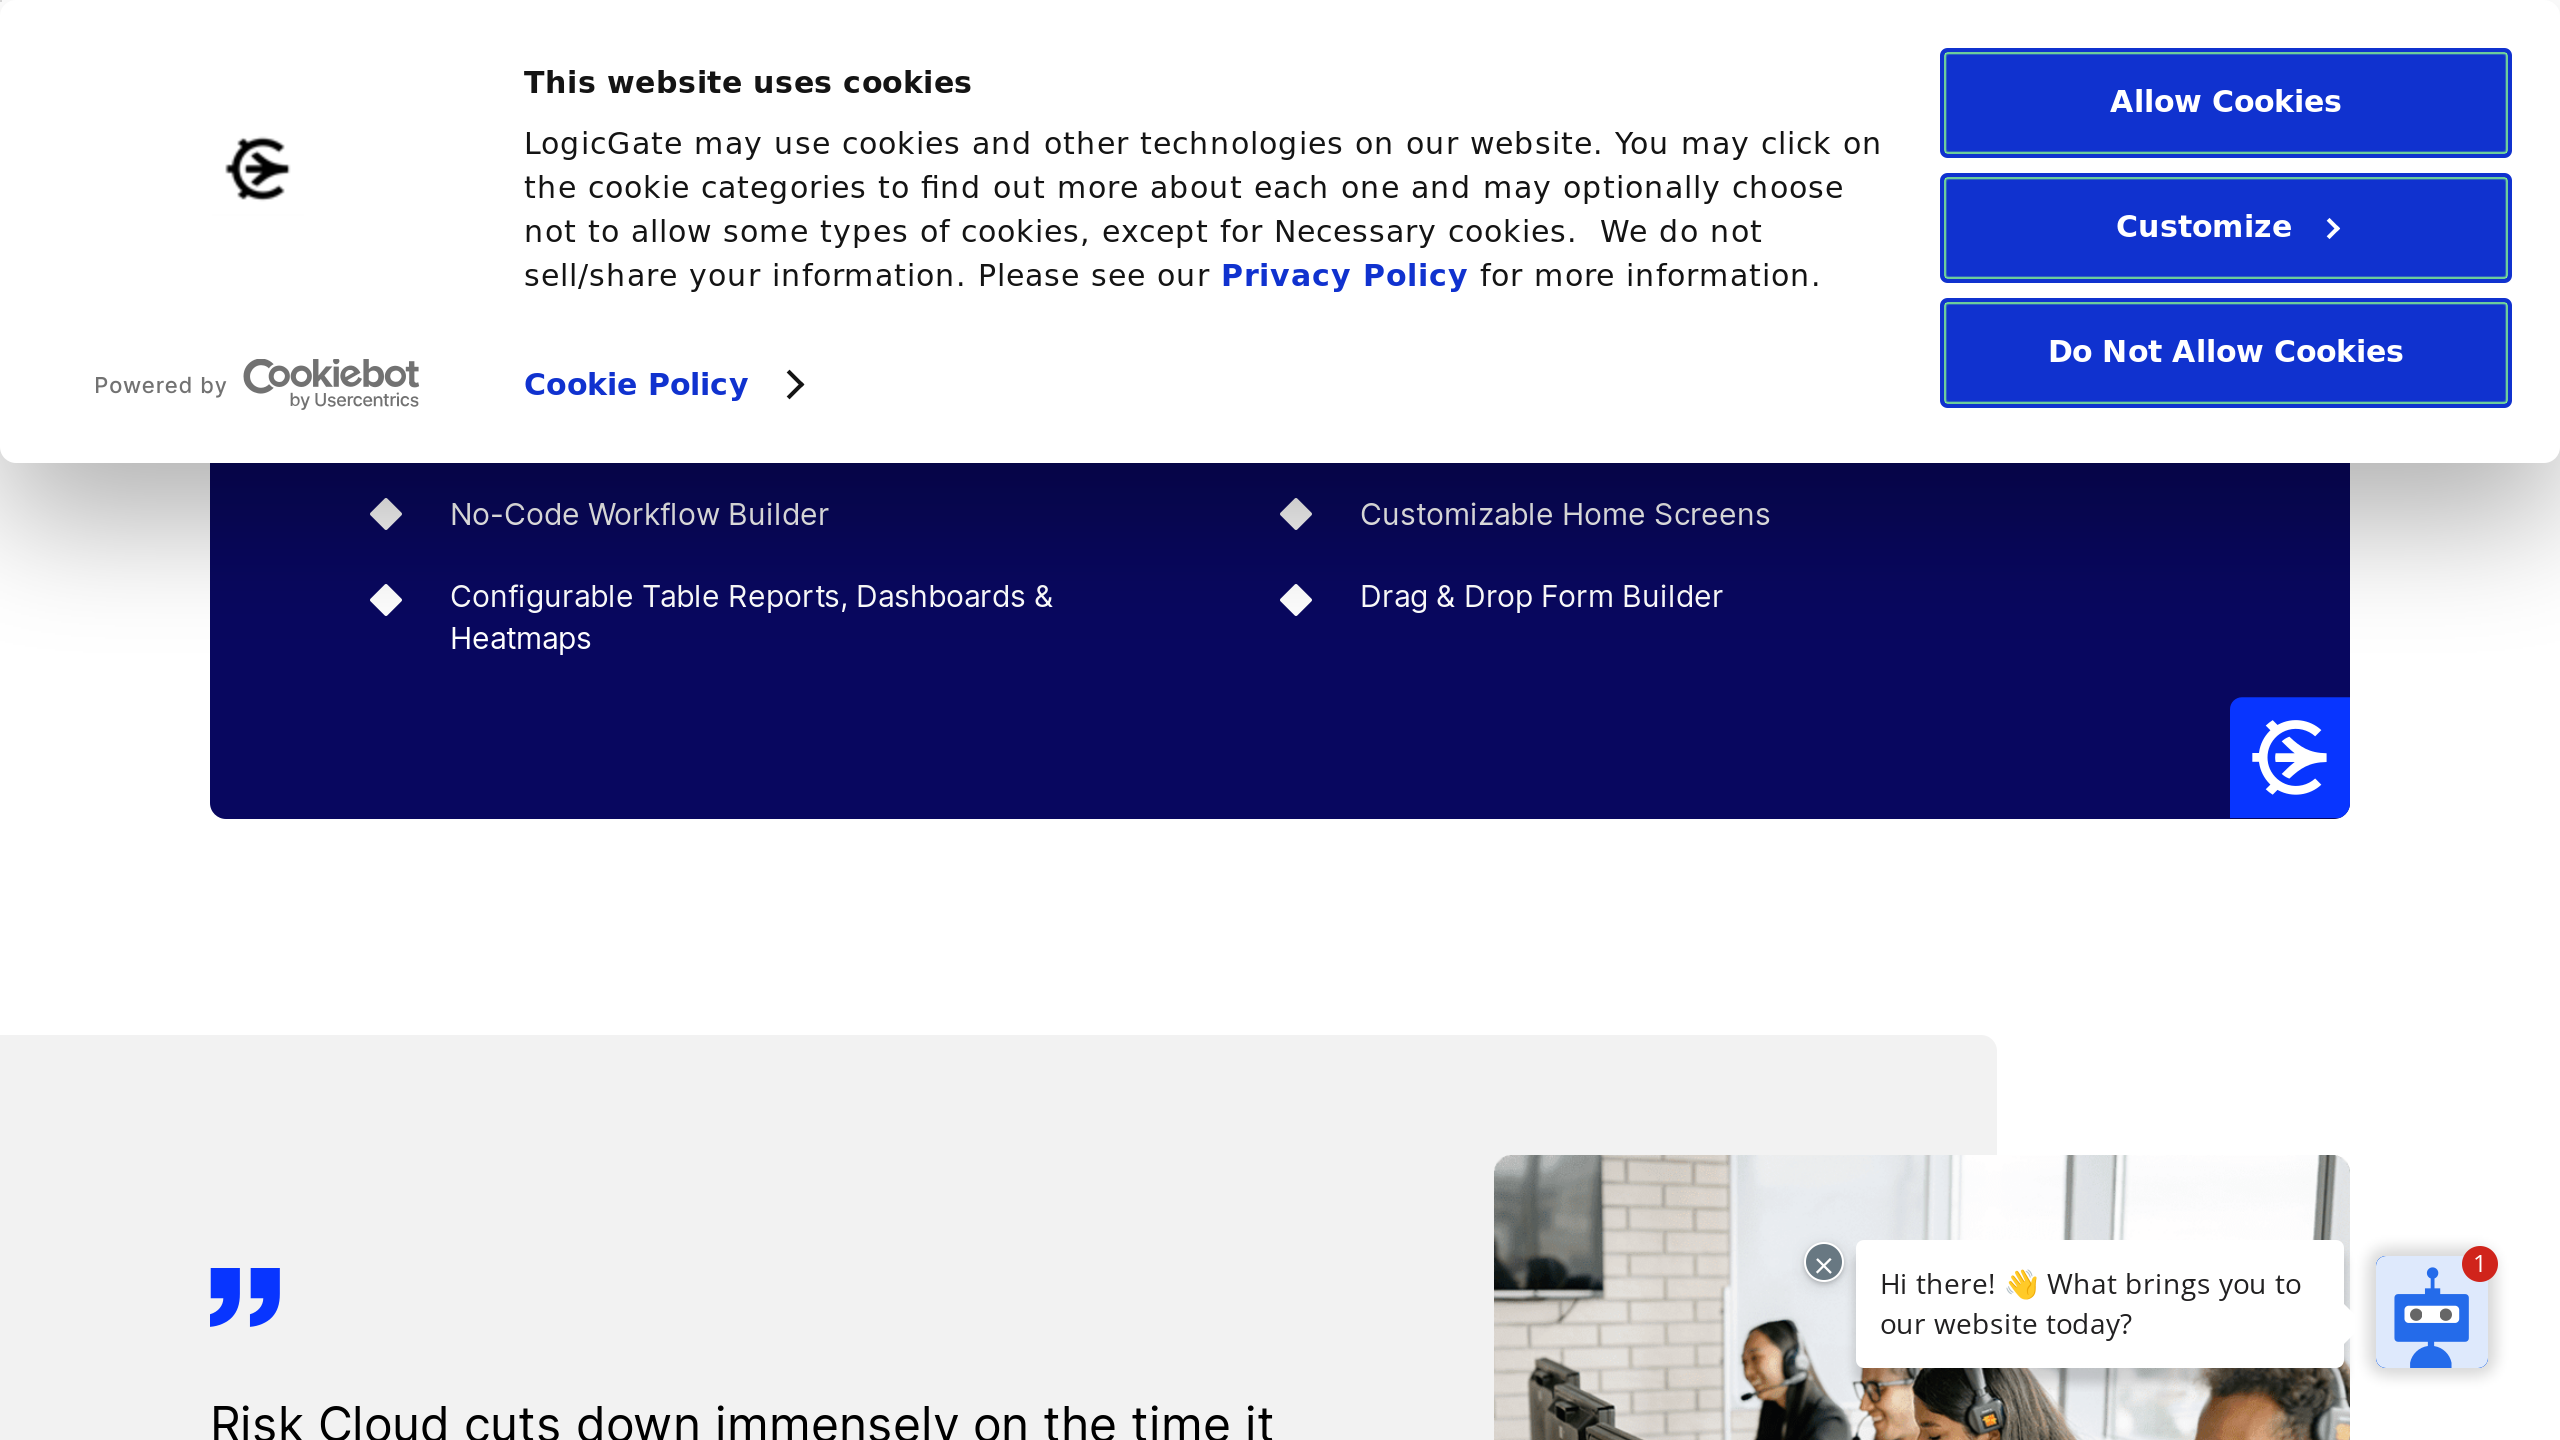 This website uses cookies
LogicGate may use cookies and other technologies on our website. You may click on
the cookie categories to find out more about each one and may optionally choose
not to allow some types of cookies, except for Necessary cookies.  We do not
sell/share your information. Please see our Privacy Policy for more information.
Powered by Cookiebot
by Usercentrics
Cookie Policy
Allow Cookies
Customize
Do Not Allow Cookies
No-Code Workflow Builder
Customizable Home Screens
Configurable Table Reports, Dashboards &
Heatmaps
Drag & Drop Form Builder
Risk Cloud cuts down immensely on the time it
Hi there! 👋 What brings you to
our website today?
1